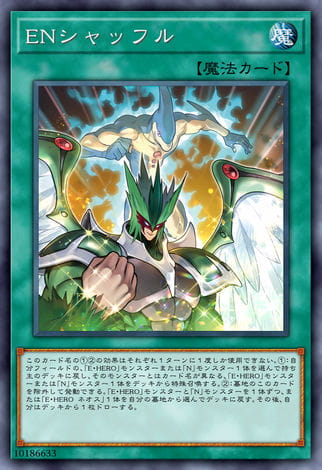 ENシャッフル
魔
【魔法カード】
このカード名の①②の効果はそれぞれ１ターンに１度しか使用できない。①：自
分フィールドの、「E・HERO」モンスターまたは「N」モンスター１体を選んで持ち
主のデッキに戻し、そのモンスターとはカード名が異なる、「E・HERO」モンスタ
ーまたは「N」モンスター１体をデッキから特殊召喚する。②：墓地のこのカード
を除外して発動できる。「E・HERO」モンスターと「N」モンスターを１体ずつ、ま
たは「E・HERO ネオス」１体を自分の墓地から選んでデッキに戻す。その後、自
分はデッキから１枚ドローする。
10186633